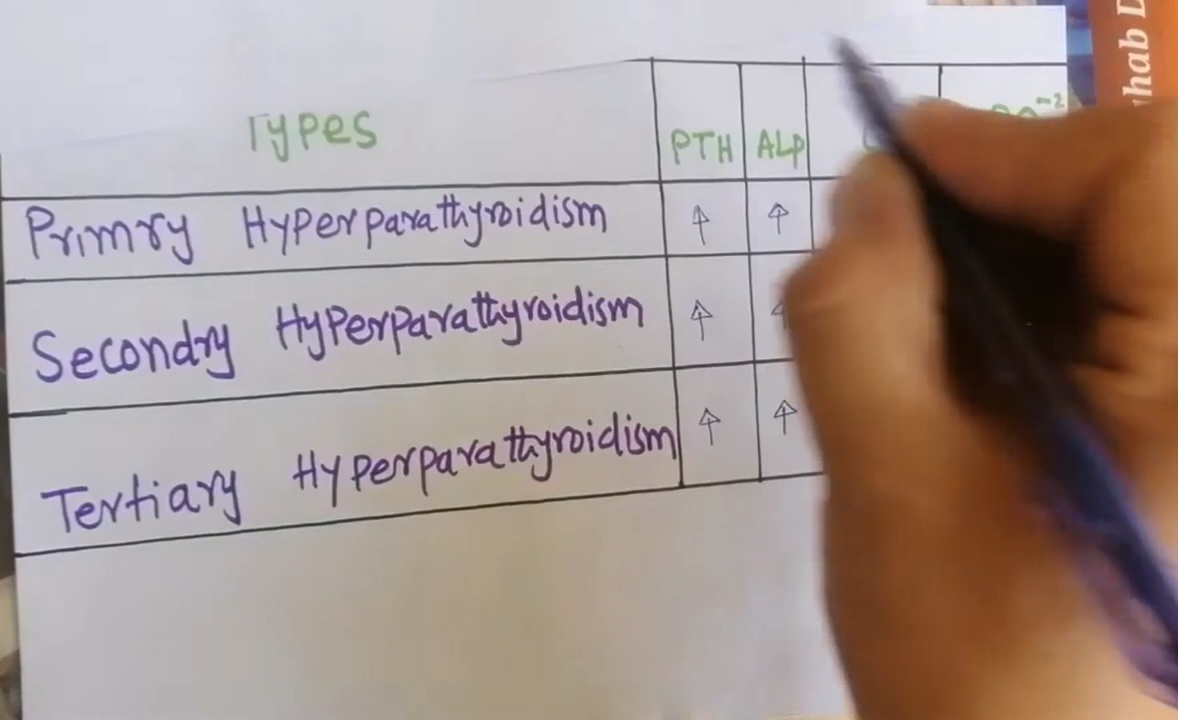 Types PTH ALP
Primry Hyperparathyroidism ↑ ↑
Secondry Hyperparathyroidism ↑
Tertiary Hyperparathyroidism ↑ ↑